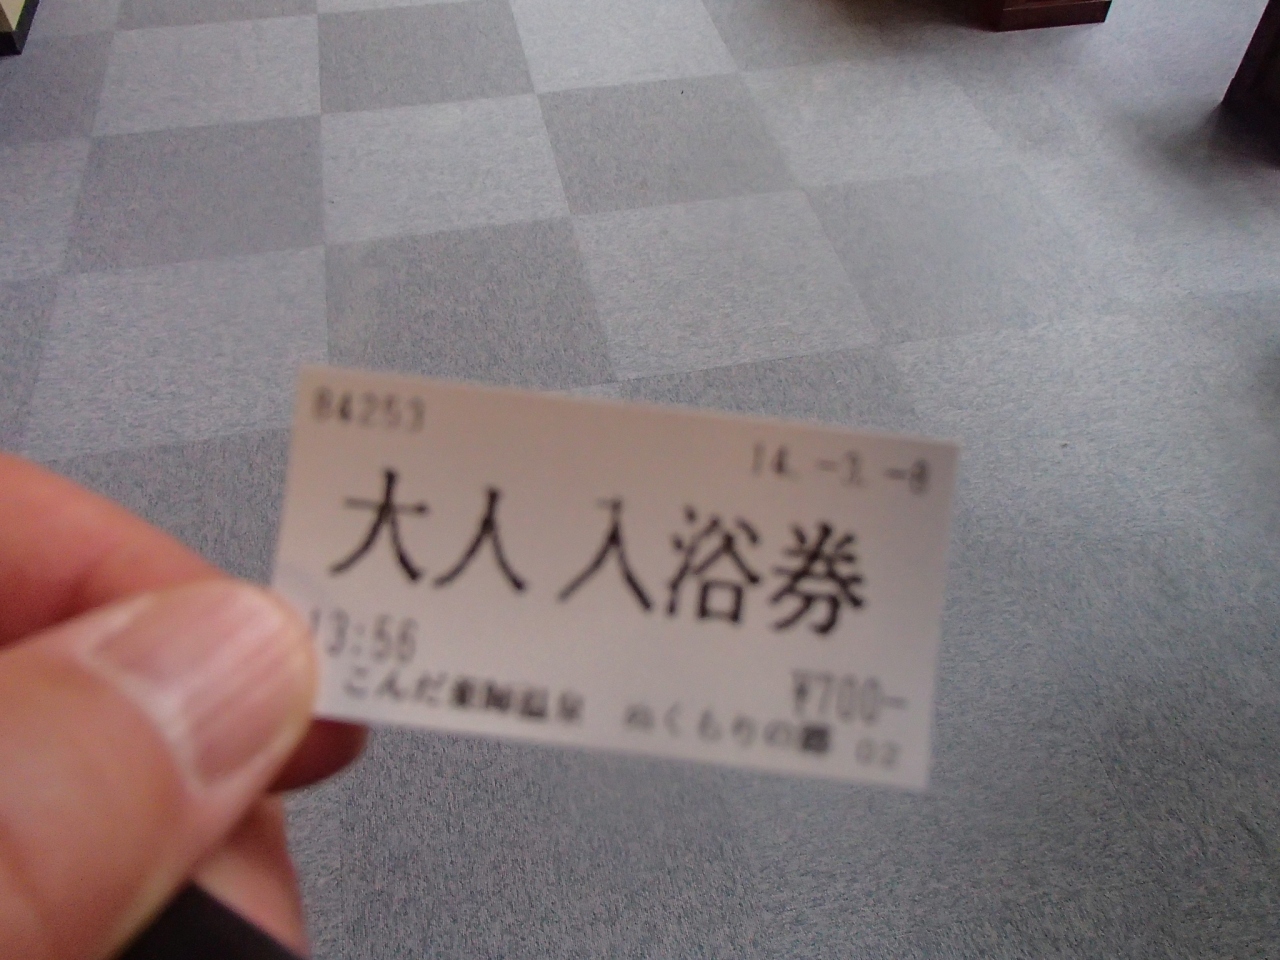 84253
14.-3.-8
大人 入浴券
13:56
¥700-
こんだ薬師温泉 ぬくもりの郷 02